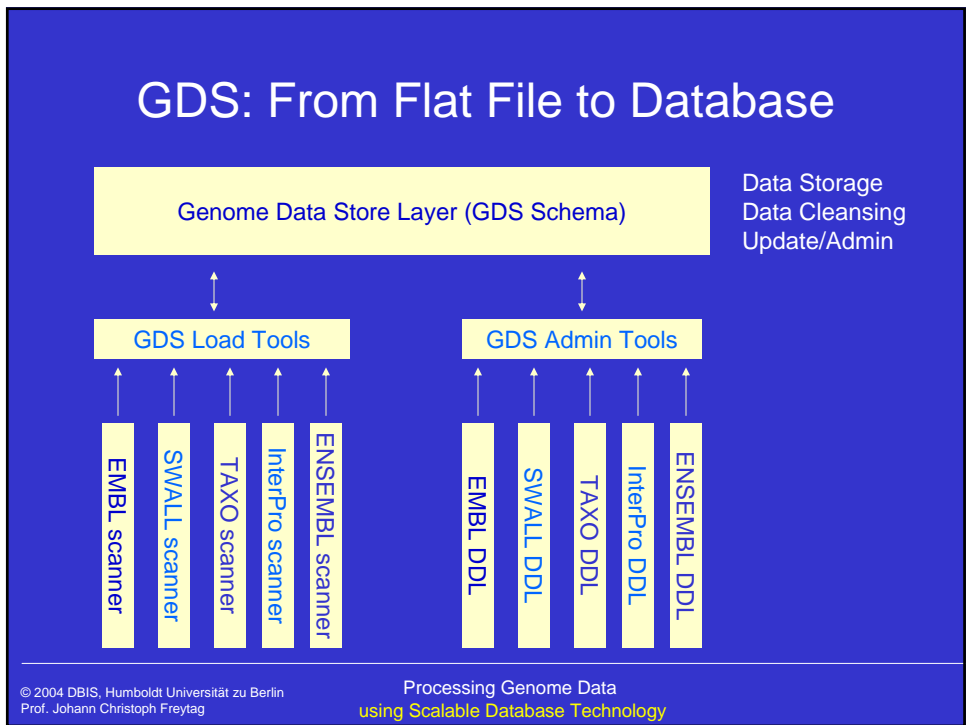 GDS: From Flat File to Database
Genome Data Store Layer (GDS Schema)
Data Storage
Data Cleansing
Update/Admin
GDS Load Tools
GDS Admin Tools
EMBL scanner
SWALL scanner
TAXO scanner
InterPro scanner
ENSEMBL scanner
EMBL DDL
SWALL DDL
TAXO DDL
InterPro DDL
ENSEMBL DDL
© 2004 DBIS, Humboldt Universität zu Berlin
Prof. Johann Christoph Freytag
Processing Genome Data
using Scalable Database Technology